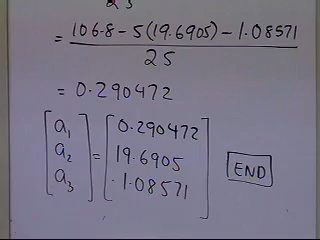 = 106.8 - 5(19.6905) - 1.08571
25
= 0.290472
[a₁ a₂ a₃] = [0.290472 19.6905 1.08571]
END